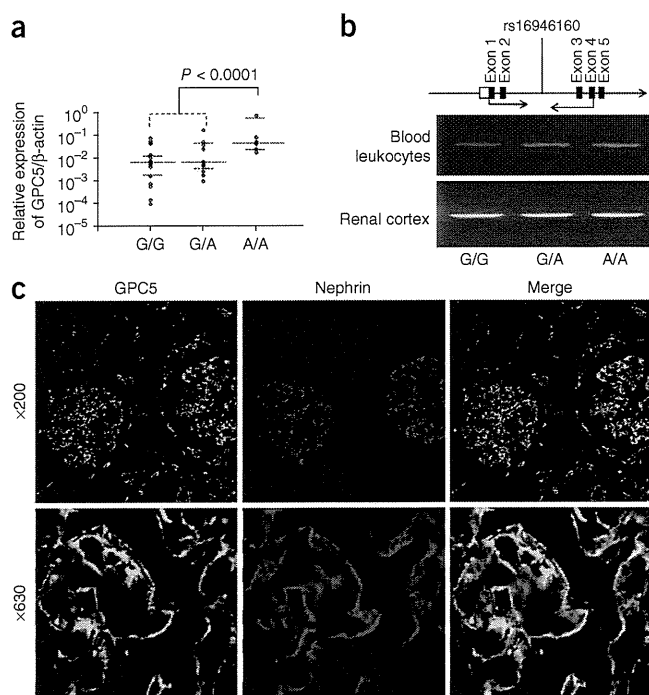 a
P < 0.0001
Relative expression
of GPC5/β-actin
10⁰
10⁻¹
10⁻²
10⁻³
10⁻⁴
10⁻⁵
G/G
G/A
A/A
b
rs16946160
Exon 1
Exon 2
Exon 3
Exon 4
Exon 5
Blood
leukocytes
Renal cortex
G/G
G/A
A/A
c
GPC5
Nephrin
Merge
×200
×630